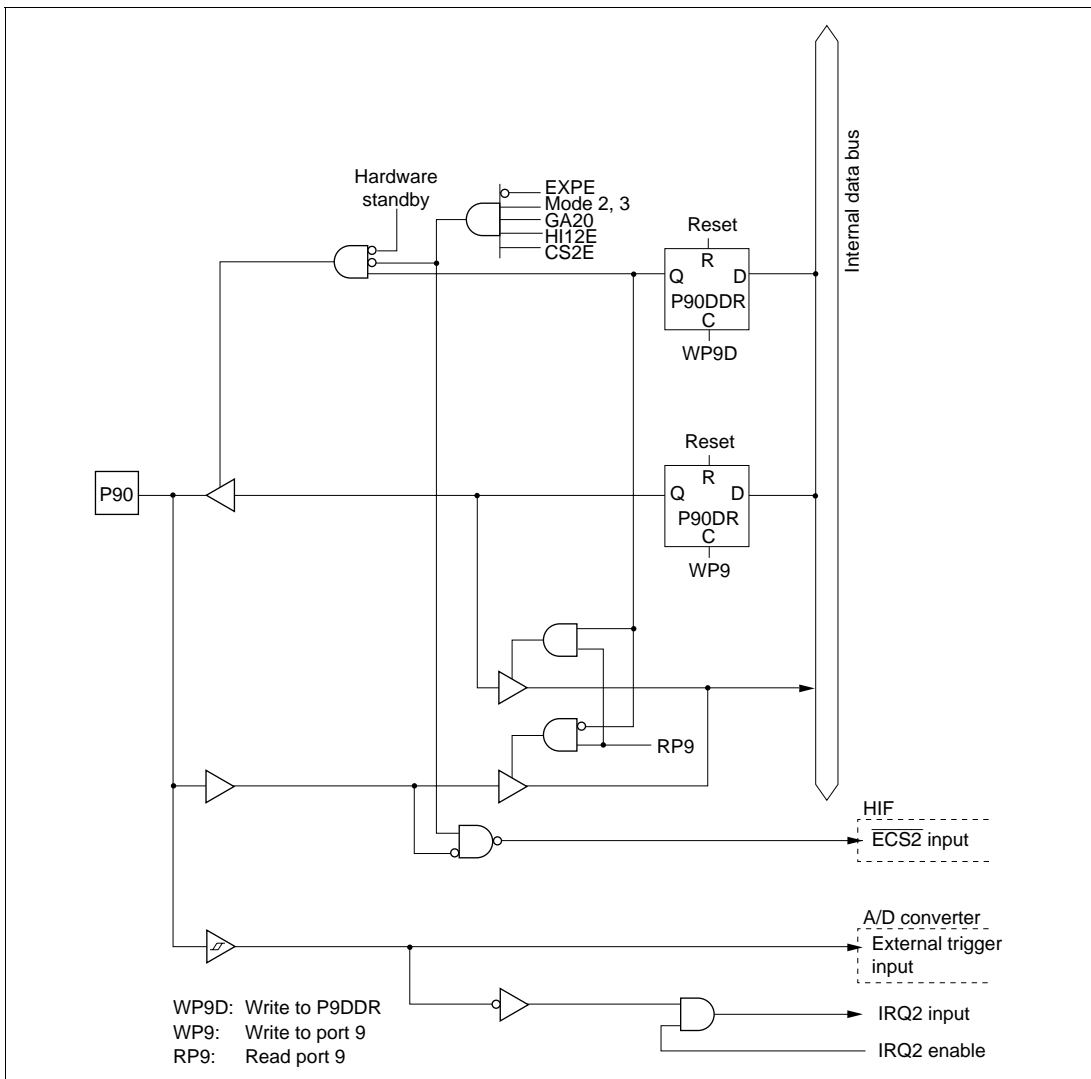 Hardware
standby
EXPE
Mode 2, 3
GA20
HI12E
CS2E
Internal data bus
Reset
R
Q D
P90DDR
C
WP9D
Reset
R
Q D
P90DR
C
WP9
P90
RP9
HIF
ECS2 input
A/D converter
External trigger
input
IRQ2 input
IRQ2 enable
WP9D: Write to P9DDR
WP9: Write to port 9
RP9: Read port 9